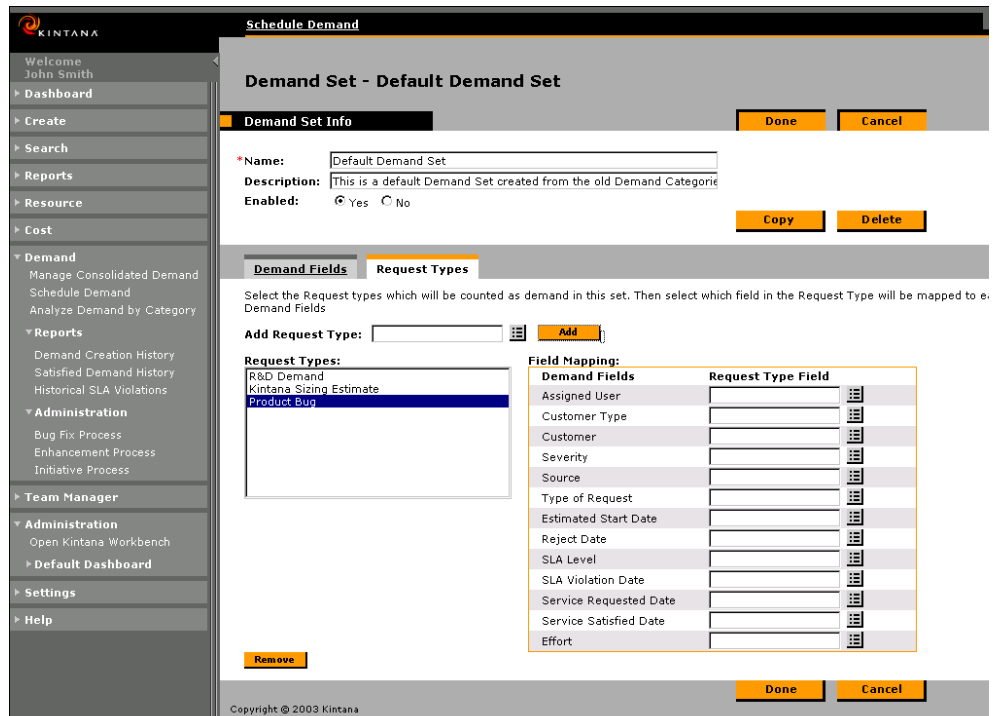 KINTANA
Schedule Demand
Welcome
John Smith
Dashboard
Create
Search
Reports
Resource
Cost
Demand
Manage Consolidated Demand
Schedule Demand
Analyze Demand by Category
Reports
Demand Creation History
Satisfied Demand History
Historical SLA Violations
Administration
Bug Fix Process
Enhancement Process
Initiative Process
Team Manager
Administration
Open Kintana Workbench
Default Dashboard
Settings
Help
Demand Set - Default Demand Set
Demand Set Info
Done Cancel
*Name: Default Demand Set
Description: This is a default Demand Set created from the old Demand Categorie
Enabled: Yes No
Copy Delete
Demand Fields Request Types
Select the Request types which will be counted as demand in this set. Then select which field in the Request Type will be mapped to ea
Demand Fields
Add Request Type: Add
Request Types:
R&D Demand
Kintana Sizing Estimate
Product Bug
Field Mapping:
Demand Fields Request Type Field
Assigned User
Customer Type
Customer
Severity
Source
Type of Request
Estimated Start Date
Reject Date
SLA Level
SLA Violation Date
Service Requested Date
Service Satisfied Date
Effort
Remove
Done Cancel
Copyright © 2003 Kintana